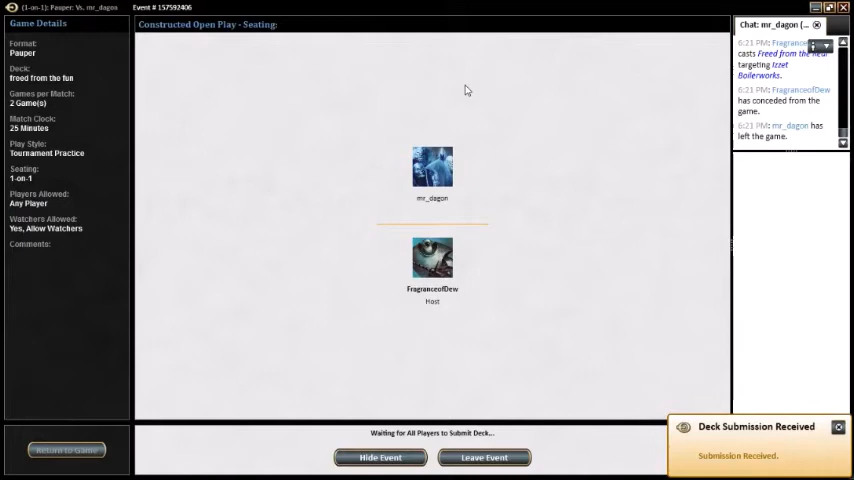 (1-on-1): Pauper: Vs. mr_dagon Event # 157592406
Game Details
Format:
Pauper
Deck:
freed from the fun
Games per Match:
2 Game(s)
Match Clock:
25 Minutes
Play Style:
Tournament Practice
Seating:
1-on-1
Players Allowed:
Any Player
Watchers Allowed:
Yes, Allow Watchers
Comments:
Return to Game
Constructed Open Play - Seating:
mr_dagon
FragranceofDew
Host
Waiting for All Players to Submit Deck...
Hide Event
Leave Event
Chat: mr_dagon (...
6:21 PM: Fragrance
casts Freed from the Real
targeting Izzet
Boilerworks.
6:21 PM: FragranceofDew
has conceded from the
game.
6:21 PM: mr_dagon has
left the game.
Deck Submission Received
Submission Received.